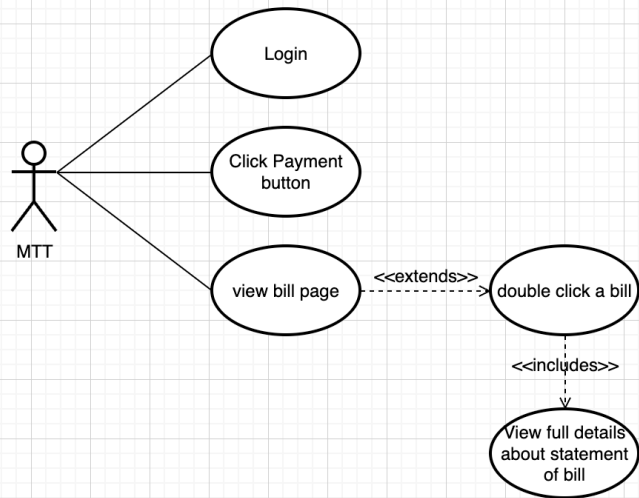 Login
Click Payment
button
MTT
view bill page
<<extends>>
double click a bill
<<includes>>
View full details
about statement
of bill